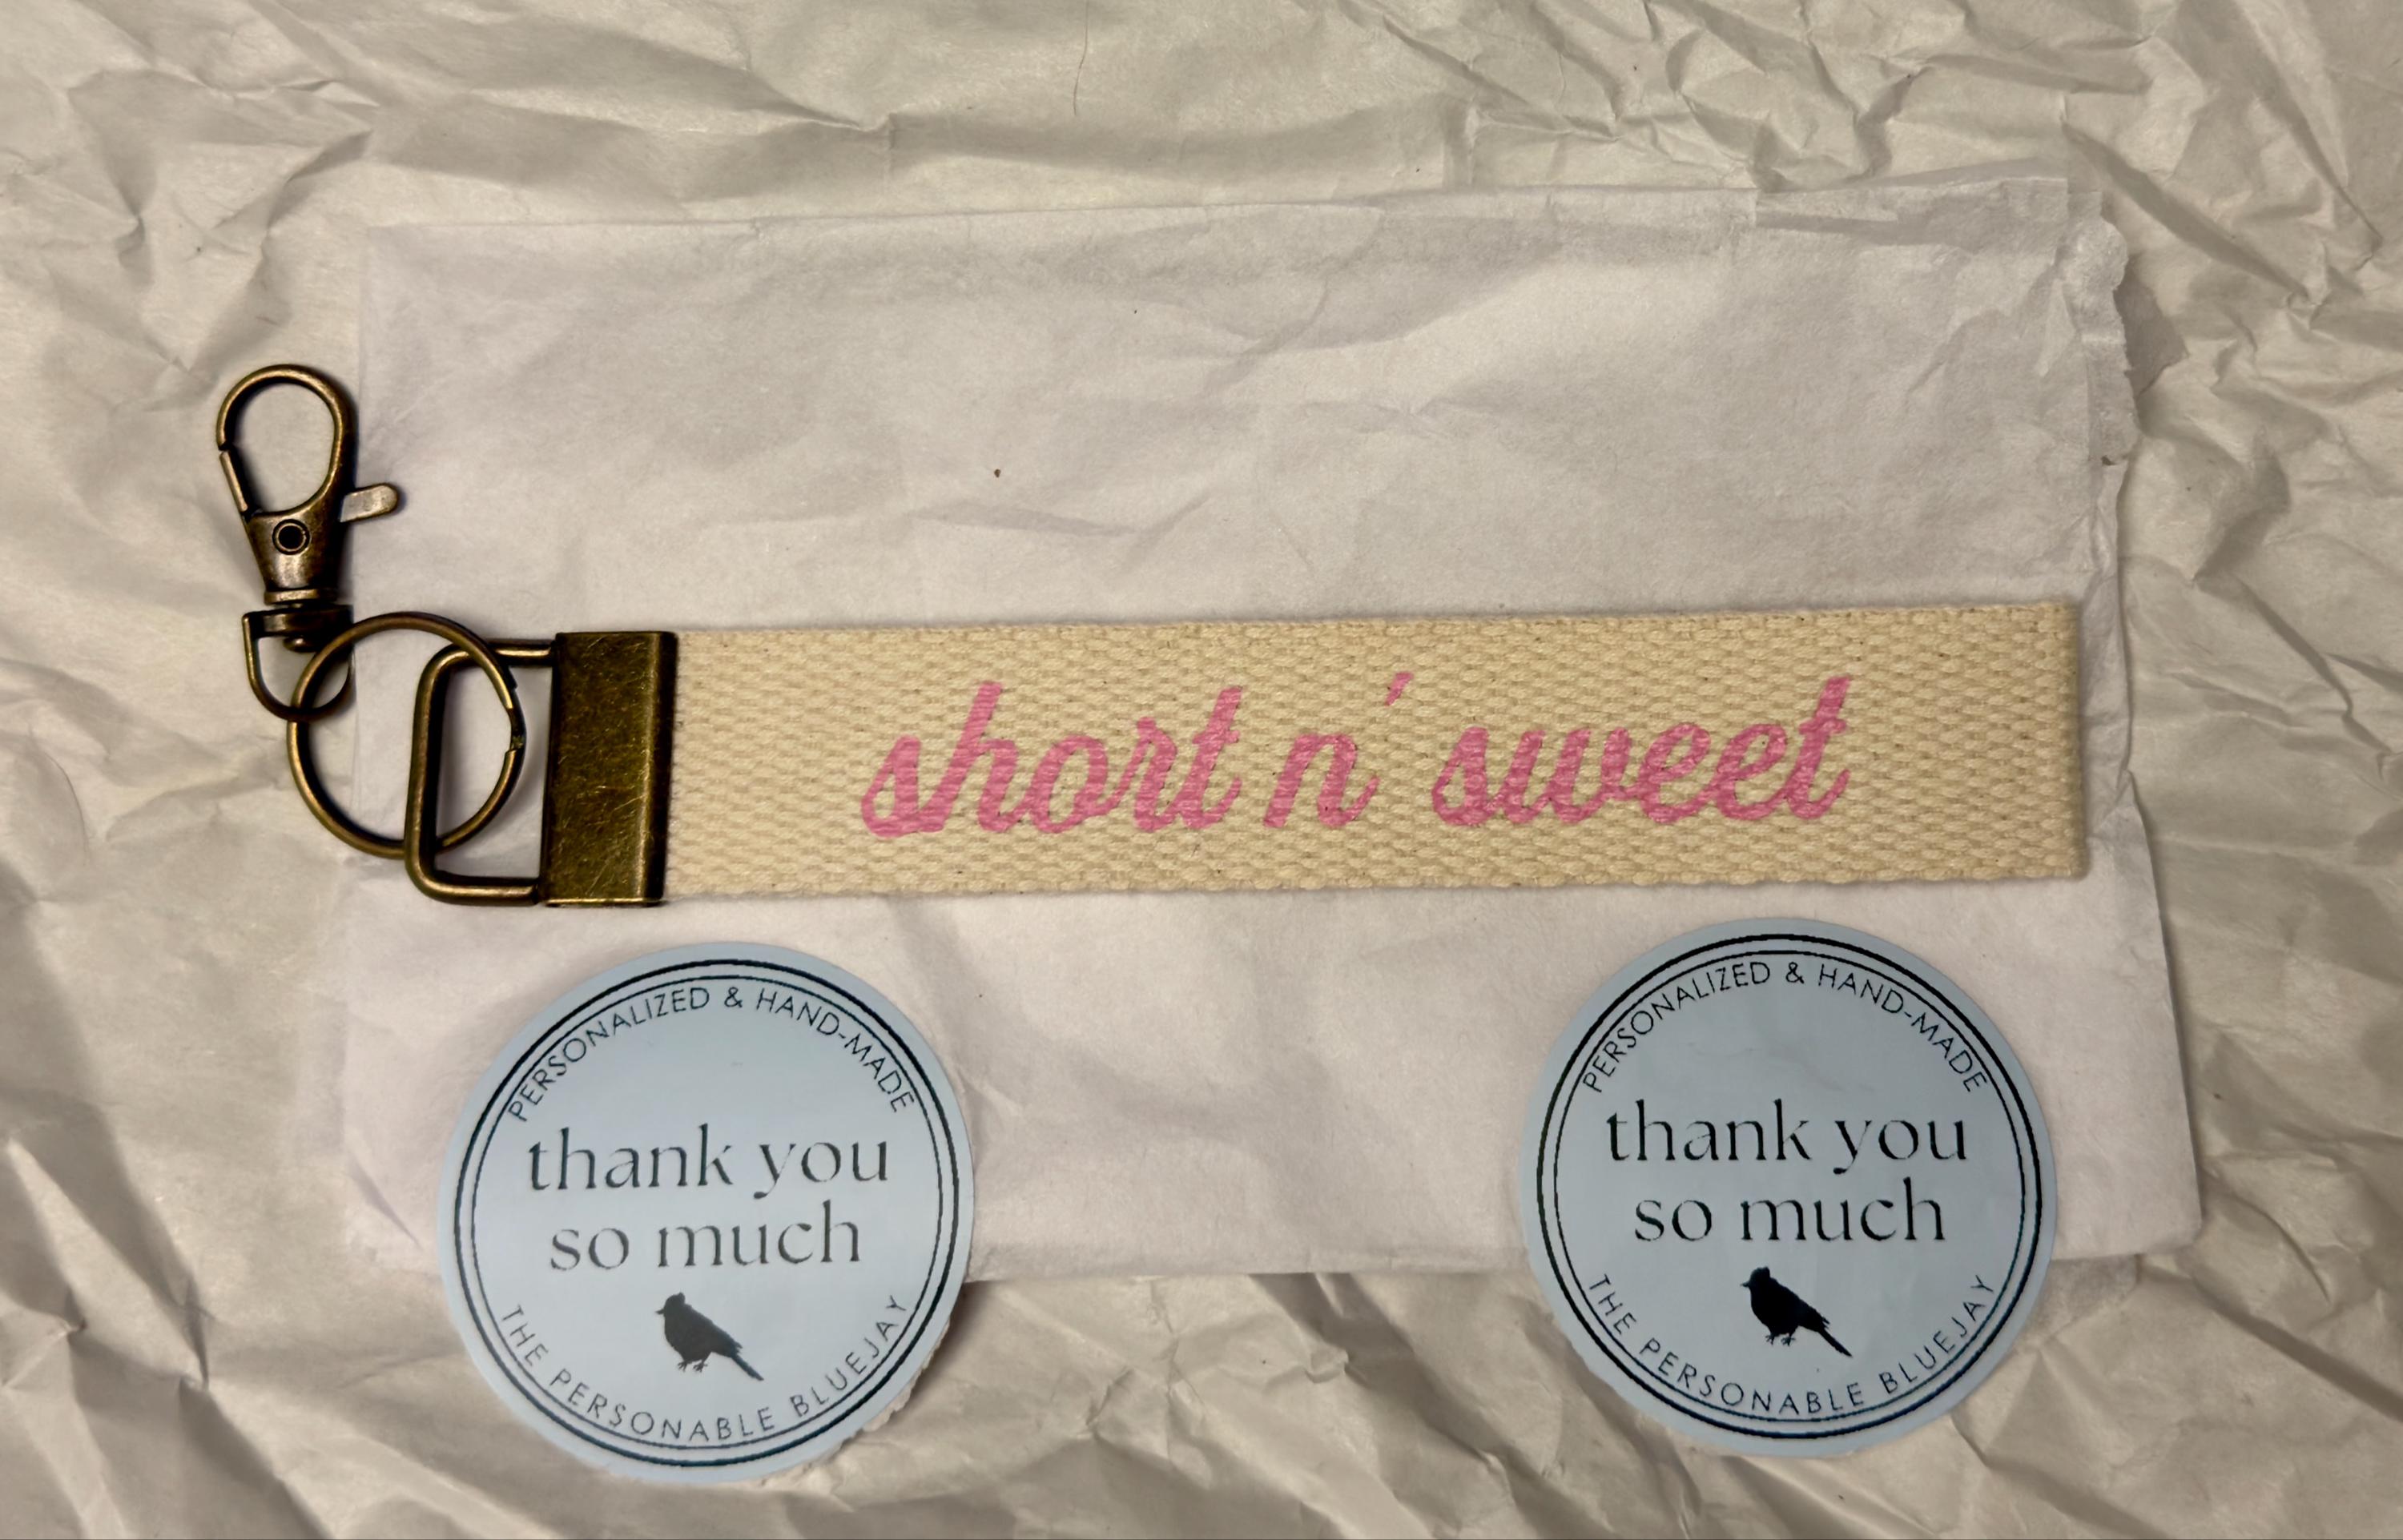 short n' sweet
PERSONALIZED & HAND-MADE
thank you
so much
THE PERSONABLE BLUEJAY
PERSONALIZED & HAND-MADE
thank you
so much
THE PERSONABLE BLUEJAY